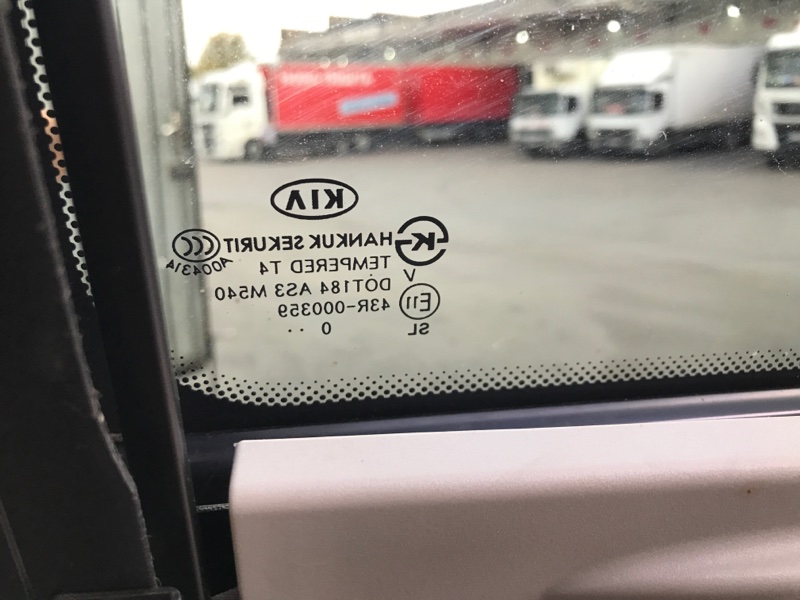 KIA
HANKUK SEKURIT CCC
TEMPERED T4 A004314
V
DOT184 AS3 M540
E11 43R-000359
SL 0 ··